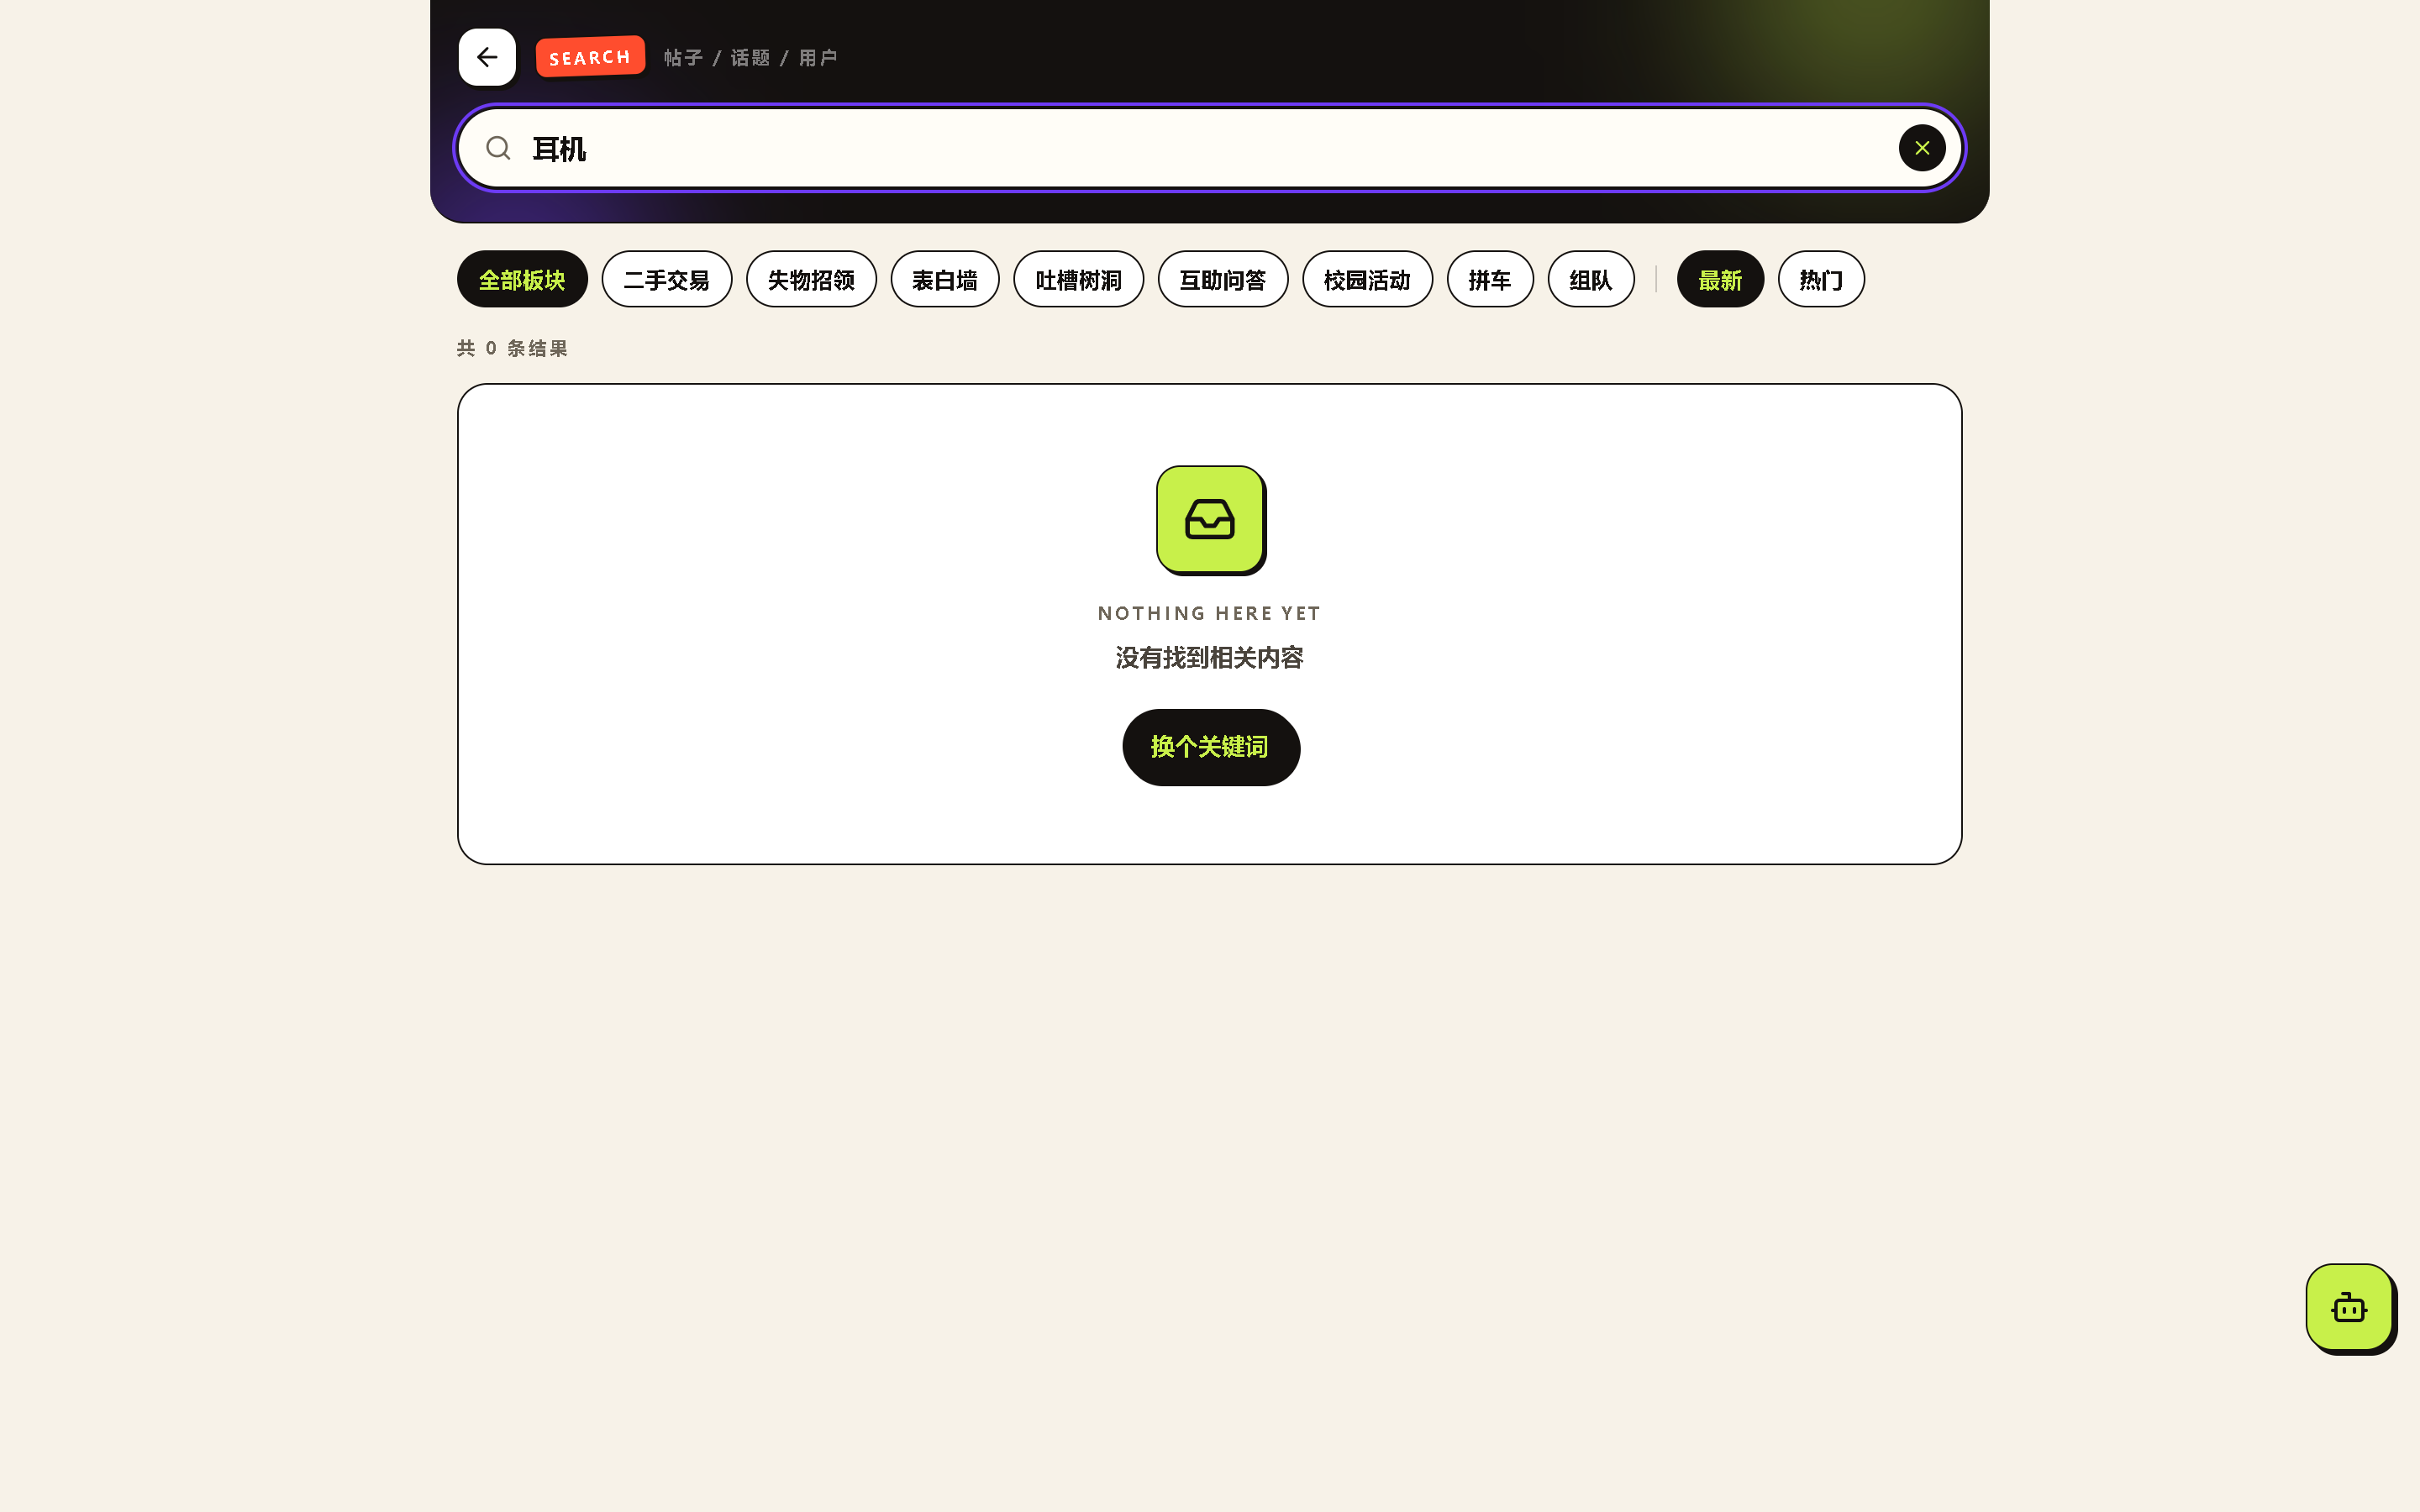 SEARCH 帖子 / 话题 / 用户
耳机
全部板块 二手交易 失物招领 表白墙 吐槽树洞 互助问答 校园活动 拼车 组队 最新 热门
共 0 条结果
NOTHING HERE YET
没有找到相关内容
换个关键词